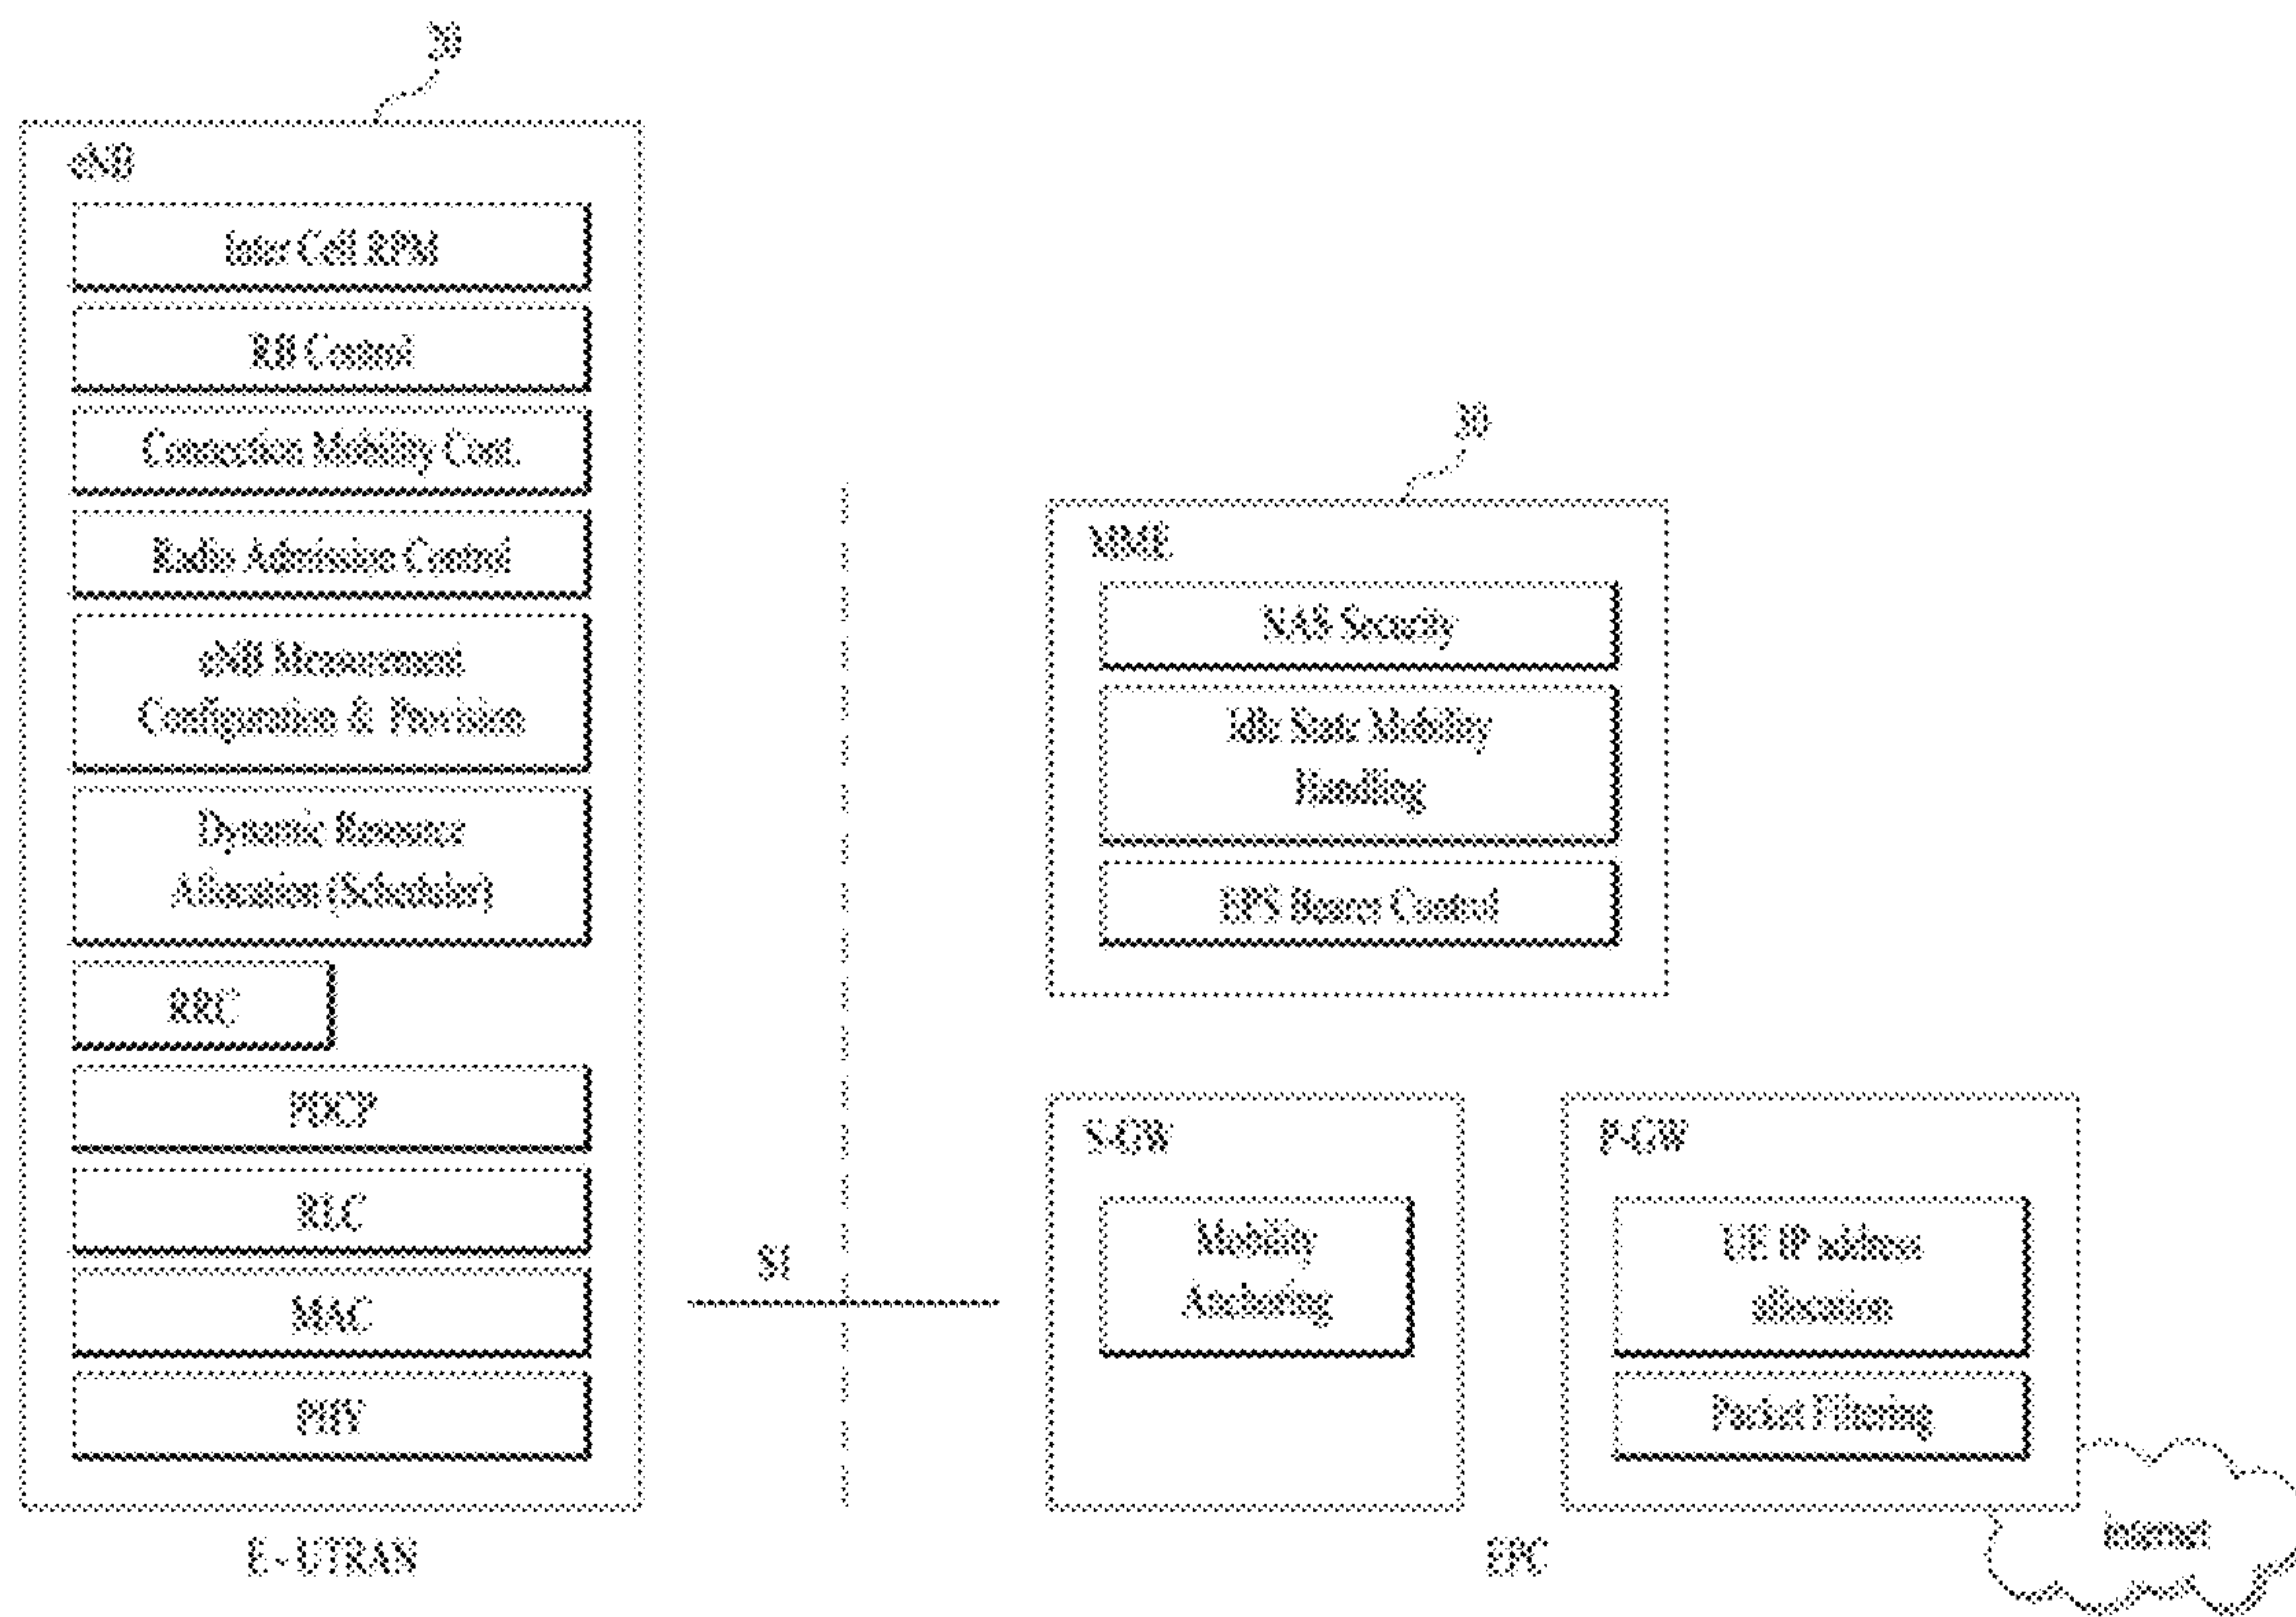 eNB
Inter Cell RPM
RB Control
Connection Mobility Cont.
Radio Admission Control
eNB Measurement
Configuration & Provision
Dynamic Resource
Allocation (Scheduler)
RRC
PDCP
RLC
MAC
PHY
E-UTRAN
S1
30
MME
NAS Security
Idle State Mobility
Handling
EPS Bearer Control
S-GW
Mobility
Anchoring
P-GW
UE IP address
allocation
Packet Filtering
EPC
internet